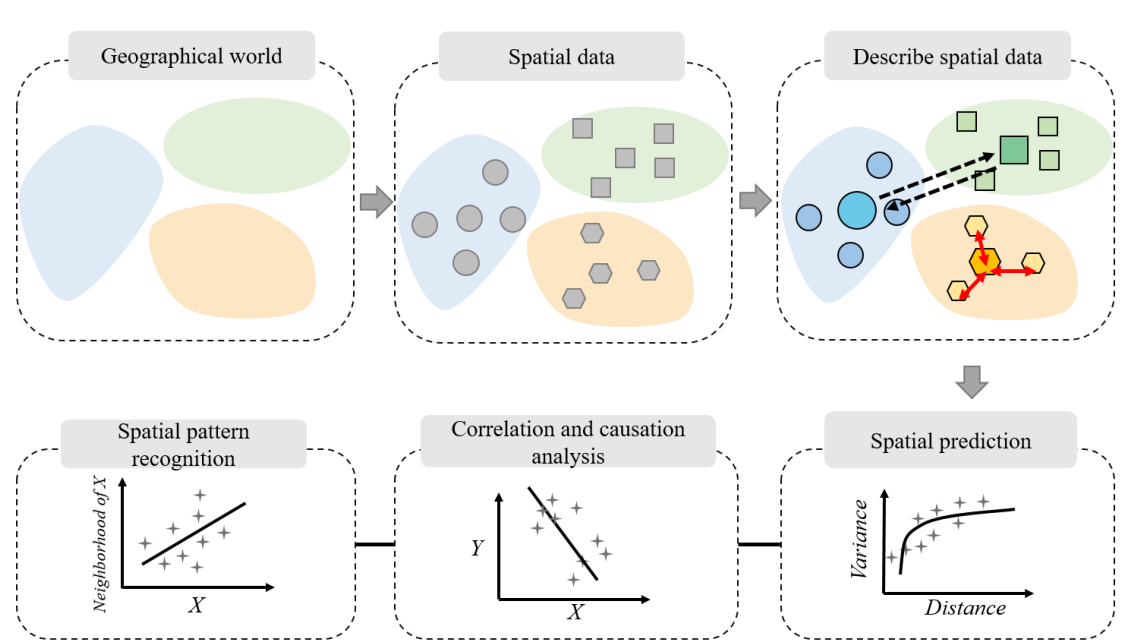 Geographical world
Spatial data
Describe spatial data
Spatial pattern
recognition
Neighborhood of X
X
Correlation and causation
analysis
Y
X
Spatial prediction
Variance
Distance